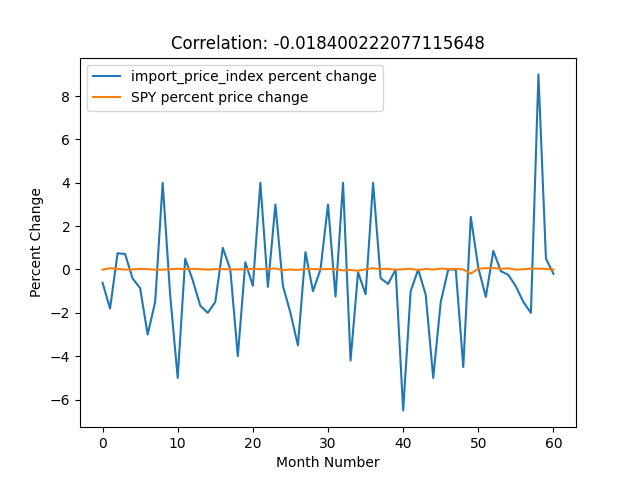 Correlation: -0.018400222077115648
import_price_index percent change
SPY percent price change
8
6
4
2
0
−2
−4
−6
Percent Change
0 10 20 30 40 50 60
Month Number